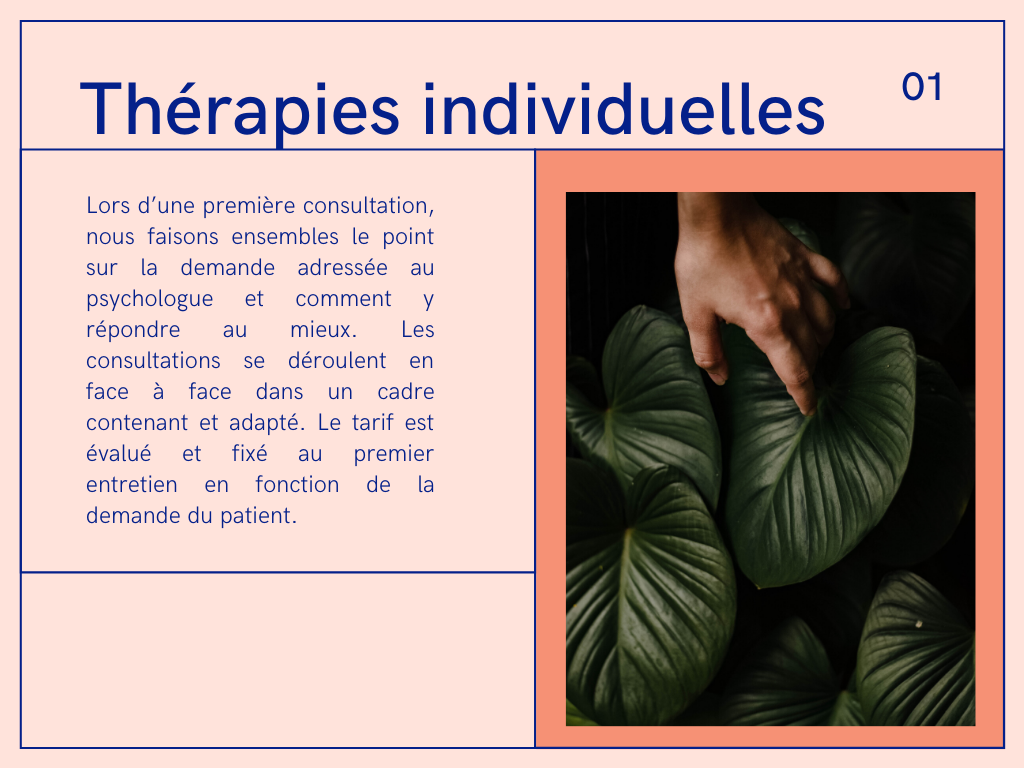 Thérapies individuelles
01
Lors d’une première consultation,
nous faisons ensembles le point
sur la demande adressée au
psychologue et comment y
répondre au mieux. Les
consultations se déroulent en
face à face dans un cadre
contenant et adapté. Le tarif est
évalué et fixé au premier
entretien en fonction de la
demande du patient.